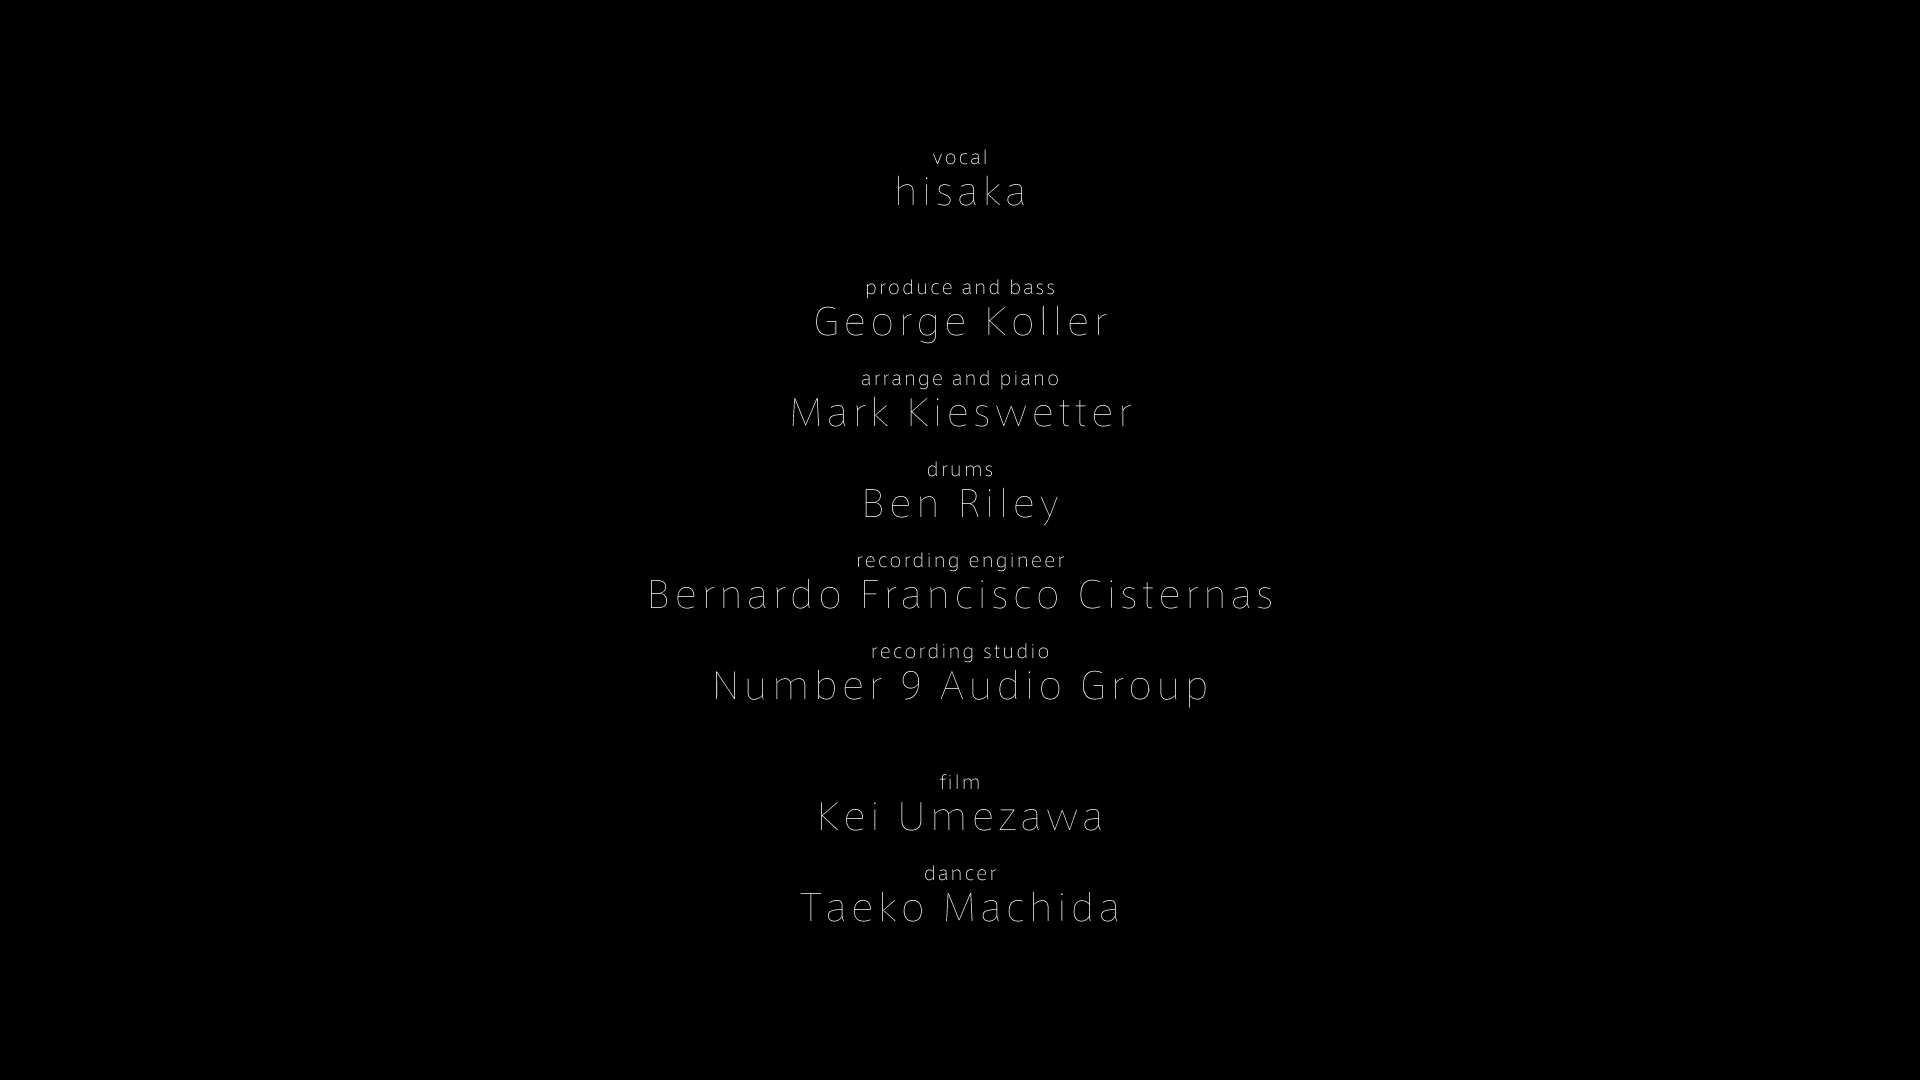 vocal
hisaka
produce and bass
George Koller
arrange and piano
Mark Kieswetter
drums
Ben Riley
recording engineer
Bernardo Francisco Cisternas
recording studio
Number 9 Audio Group
film
Kei Umezawa
dancer
Taeko Machida